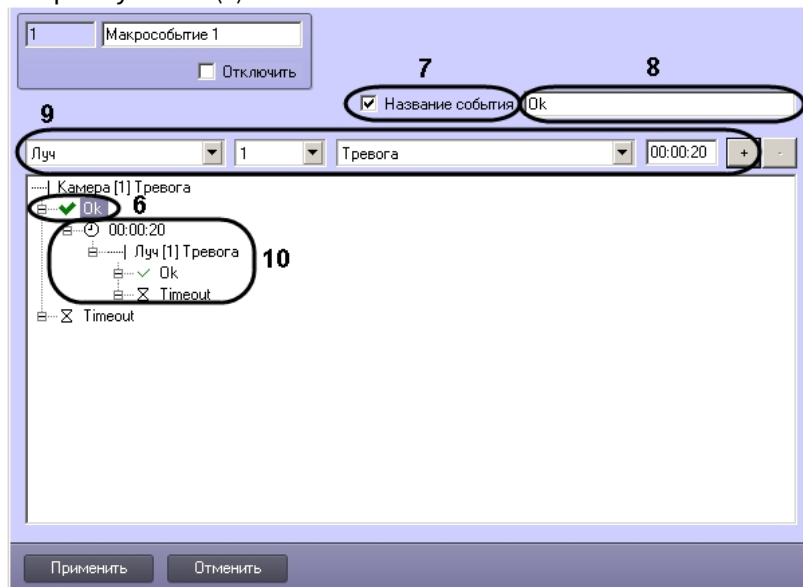 1 Макрособытие 1
Отключить
7 8
Название события Ok
9
Луч 1 Тревога 00:00:20 + -
Камера [1] Тревога
Ok 6
00:00:20
Луч [1] Тревога
10
Ok
Timeout
Timeout
Применить Отменить